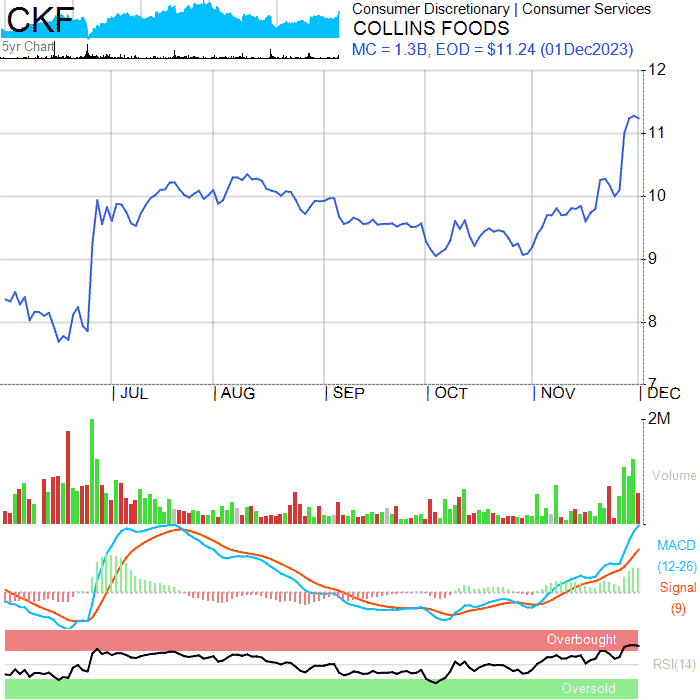 CKF
5yr Chart
Consumer Discretionary | Consumer Services
COLLINS FOODS
MC = 1.3B, EOD = $11.24 (01Dec2023)
12
11
10
9
8
7
| JUL | AUG | SEP | OCT | NOV | DEC
2M
Volume
MACD
(12-26)
Signal
(9)
Overbought
RSI(14)
Oversold